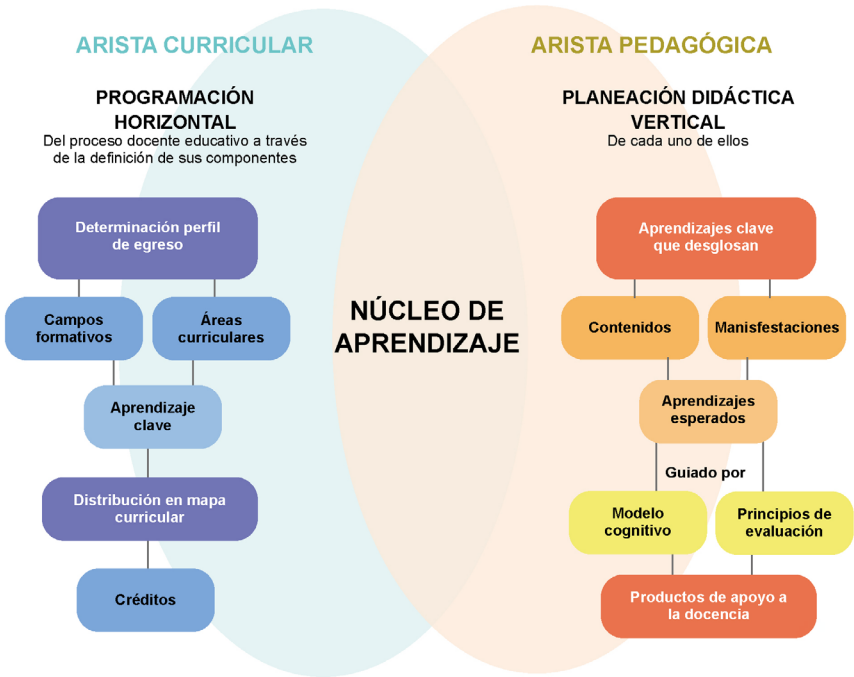 ARISTA CURRICULAR
PROGRAMACIÓN
HORIZONTAL
Del proceso docente educativo a través
de la definición de sus componentes
Determinación perfil
de egreso
Campos
formativos
Áreas
curriculares
Aprendizaje
clave
Distribución en mapa
curricular
Créditos
NÚCLEO DE
APRENDIZAJE
ARISTA PEDAGÓGICA
PLANEACIÓN DIDÁCTICA
VERTICAL
De cada uno de ellos
Aprendizajes clave
que desglosan
Contenidos
Manisfestaciones
Aprendizajes
esperados
Guiado por
Modelo
cognitivo
Principios de
evaluación
Productos de apoyo a
la docencia